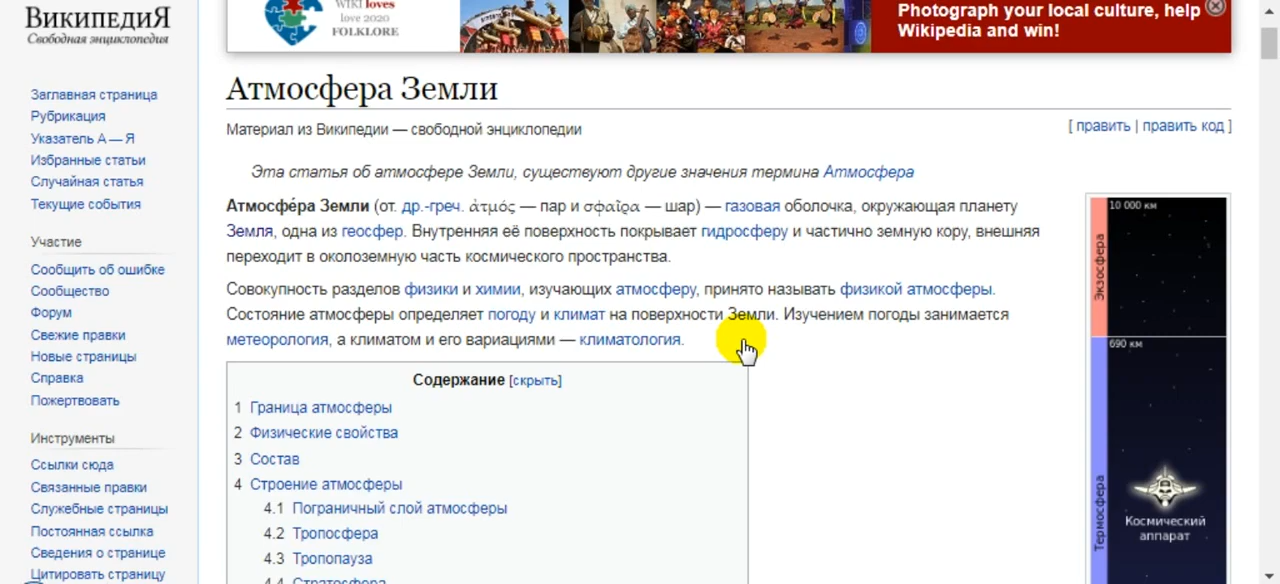 ВикипедиЯ
Свободная энциклопедия
Заглавная страница
Рубрикация
Указатель А — Я
Избранные статьи
Случайная статья
Текущие события
Участие
Сообщить об ошибке
Сообщество
Форум
Свежие правки
Новые страницы
Справка
Пожертвовать
Инструменты
Ссылки сюда
Связанные правки
Служебные страницы
Постоянная ссылка
Сведения о странице
Цитировать страницу
WIKI loves
love 2020
FOLKLORE
Photograph your local culture, help
Wikipedia and win!
Атмосфера Земли
Материал из Википедии — свободной энциклопедии
[ править | править код ]
Эта статья об атмосфере Земли, существуют другие значения термина Атмосфера
Атмосфе́ра Земли (от. др.-греч. ἀτμός — пар и σφαῖρα — шар) — газовая оболочка, окружающая планету
Земля, одна из геосфер. Внутренняя её поверхность покрывает гидросферу и частично земную кору, внешняя
переходит в околоземную часть космического пространства.
Совокупность разделов физики и химии, изучающих атмосферу, принято называть физикой атмосферы.
Состояние атмосферы определяет погоду и климат на поверхности Земли. Изучением погоды занимается
метеорология, а климатом и его вариациями — климатология.
Содержание [скрыть]
1 Граница атмосферы
2 Физические свойства
3 Состав
4 Строение атмосферы
4.1 Пограничный слой атмосферы
4.2 Тропосфера
4.3 Тропопауза
4.4 Стратосфера
10 000 км
Экзосфера
690 км
Термосфера
Космический
аппарат